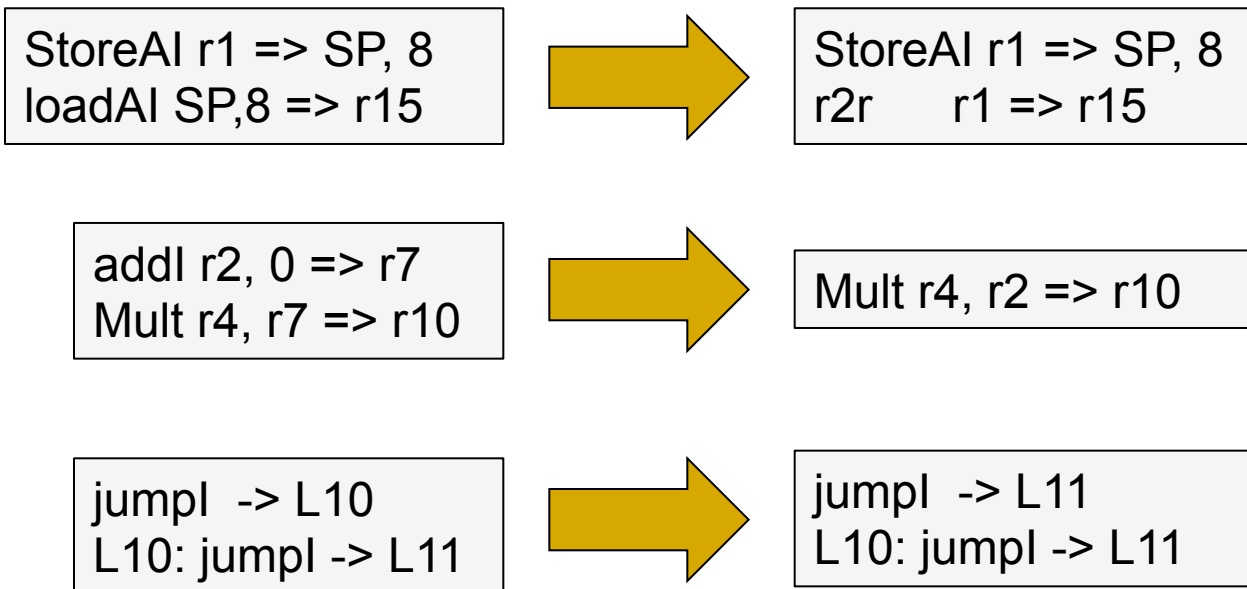 StoreAI r1 => SP, 8
loadAI SP,8 => r15
StoreAI r1 => SP, 8
r2r r1 => r15
addI r2, 0 => r7
Mult r4, r7 => r10
Mult r4, r2 => r10
jumpI -> L10
L10: jumpI -> L11
jumpI -> L11
L10: jumpI -> L11